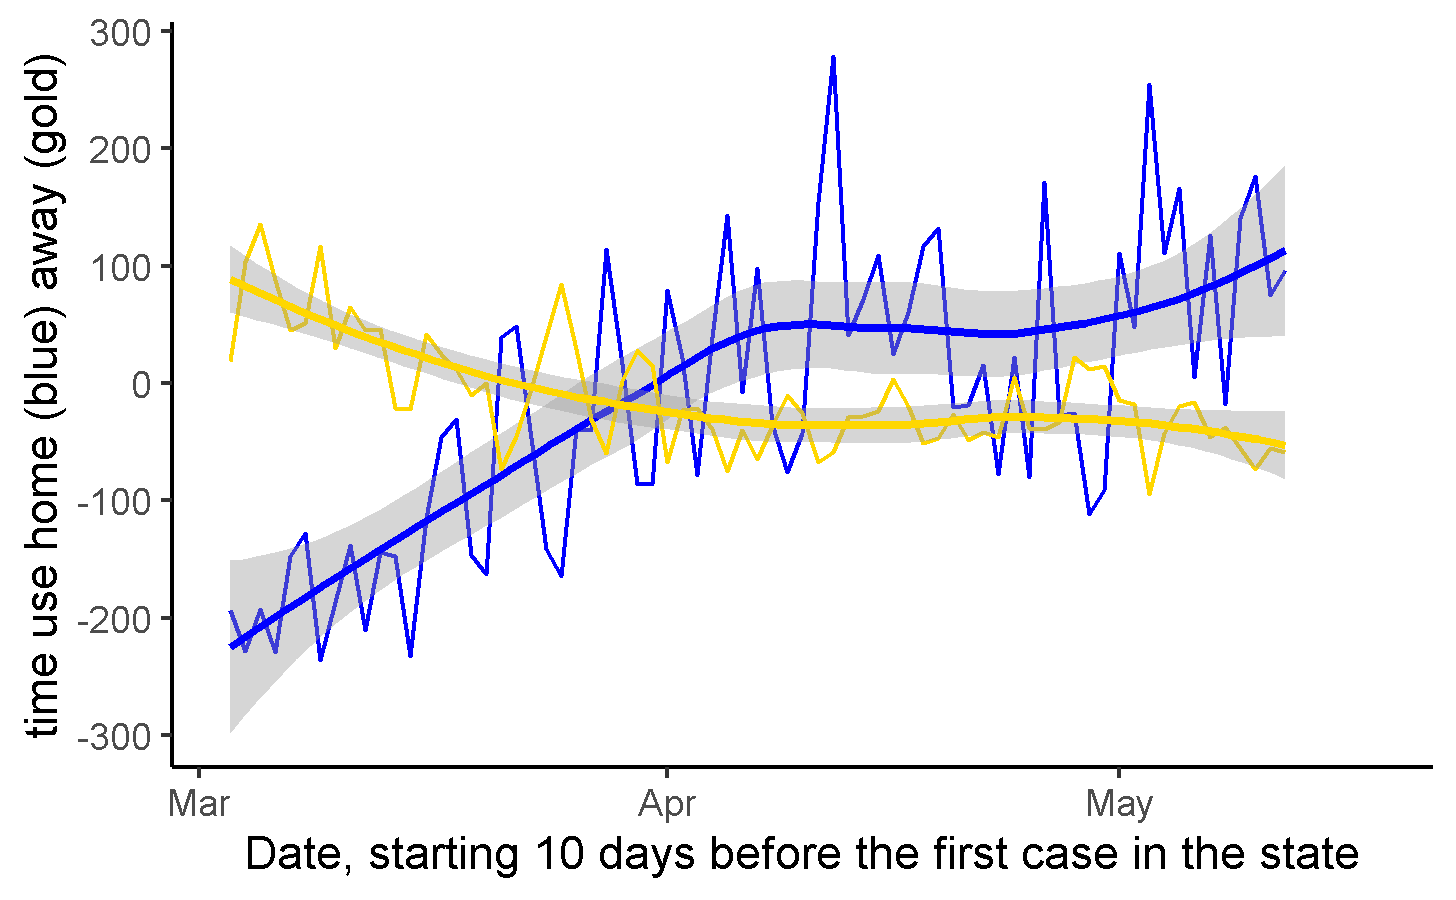 time use home (blue) away (gold)
300
200
100
0
-100
-200
-300
Mar
Apr
May
Date, starting 10 days before the first case in the state